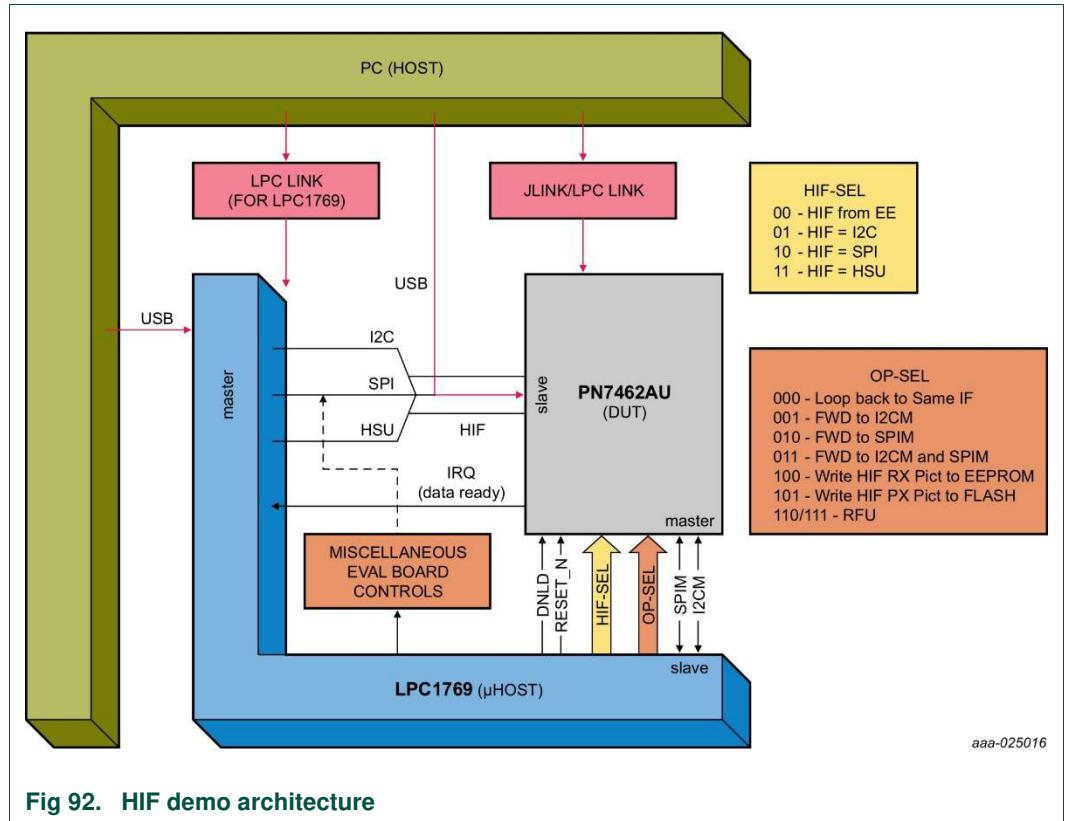 PC (HOST)
LPC LINK
(FOR LPC1769)
JLINK/LPC LINK
HIF-SEL
00 - HIF from EE
01 - HIF = I2C
10 - HIF = SPI
11 - HIF = HSU
USB
USB
I2C
SPI
HSU
HIF
master
slave
PN7462AU
(DUT)
IRQ
(data ready)
master
OP-SEL
000 - Loop back to Same IF
001 - FWD to I2CM
010 - FWD to SPIM
011 - FWD to I2CM and SPIM
100 - Write HIF RX Pict to EEPROM
101 - Write HIF PX Pict to FLASH
110/111 - RFU
MISCELLANEOUS
EVAL BOARD
CONTROLS
DNLD
RESET_N
HIF-SEL
OP-SEL
SPIM
I2CM
slave
LPC1769 (µHOST)
aaa-025016
Fig 92. HIF demo architecture